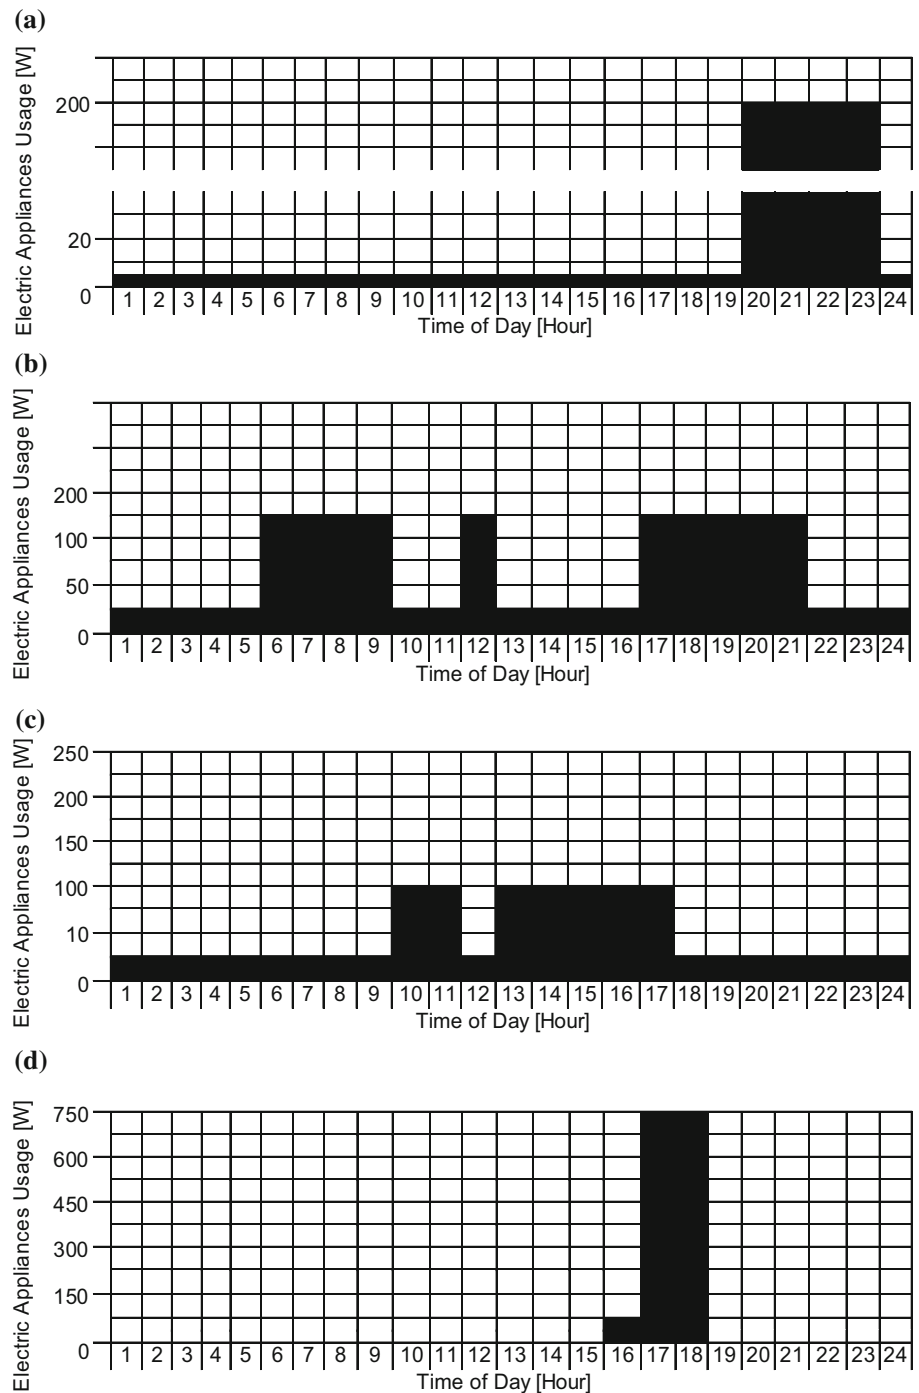 (a)
Electric Appliances Usage [W]
200
20
0
1 2 3 4 5 6 7 8 9 10 11 12 13 14 15 16 17 18 19 20 21 22 23 24
Time of Day [Hour]
(b)
Electric Appliances Usage [W]
200
100
50
0
1 2 3 4 5 6 7 8 9 10 11 12 13 14 15 16 17 18 19 20 21 22 23 24
Time of Day [Hour]
(c)
Electric Appliances Usage [W]
250
200
150
100
10
0
1 2 3 4 5 6 7 8 9 10 11 12 13 14 15 16 17 18 19 20 21 22 23 24
Time of Day [Hour]
(d)
Electric Appliances Usage [W]
750
600
450
300
150
0
1 2 3 4 5 6 7 8 9 10 11 12 13 14 15 16 17 18 19 20 21 22 23 24
Time of Day [Hour]